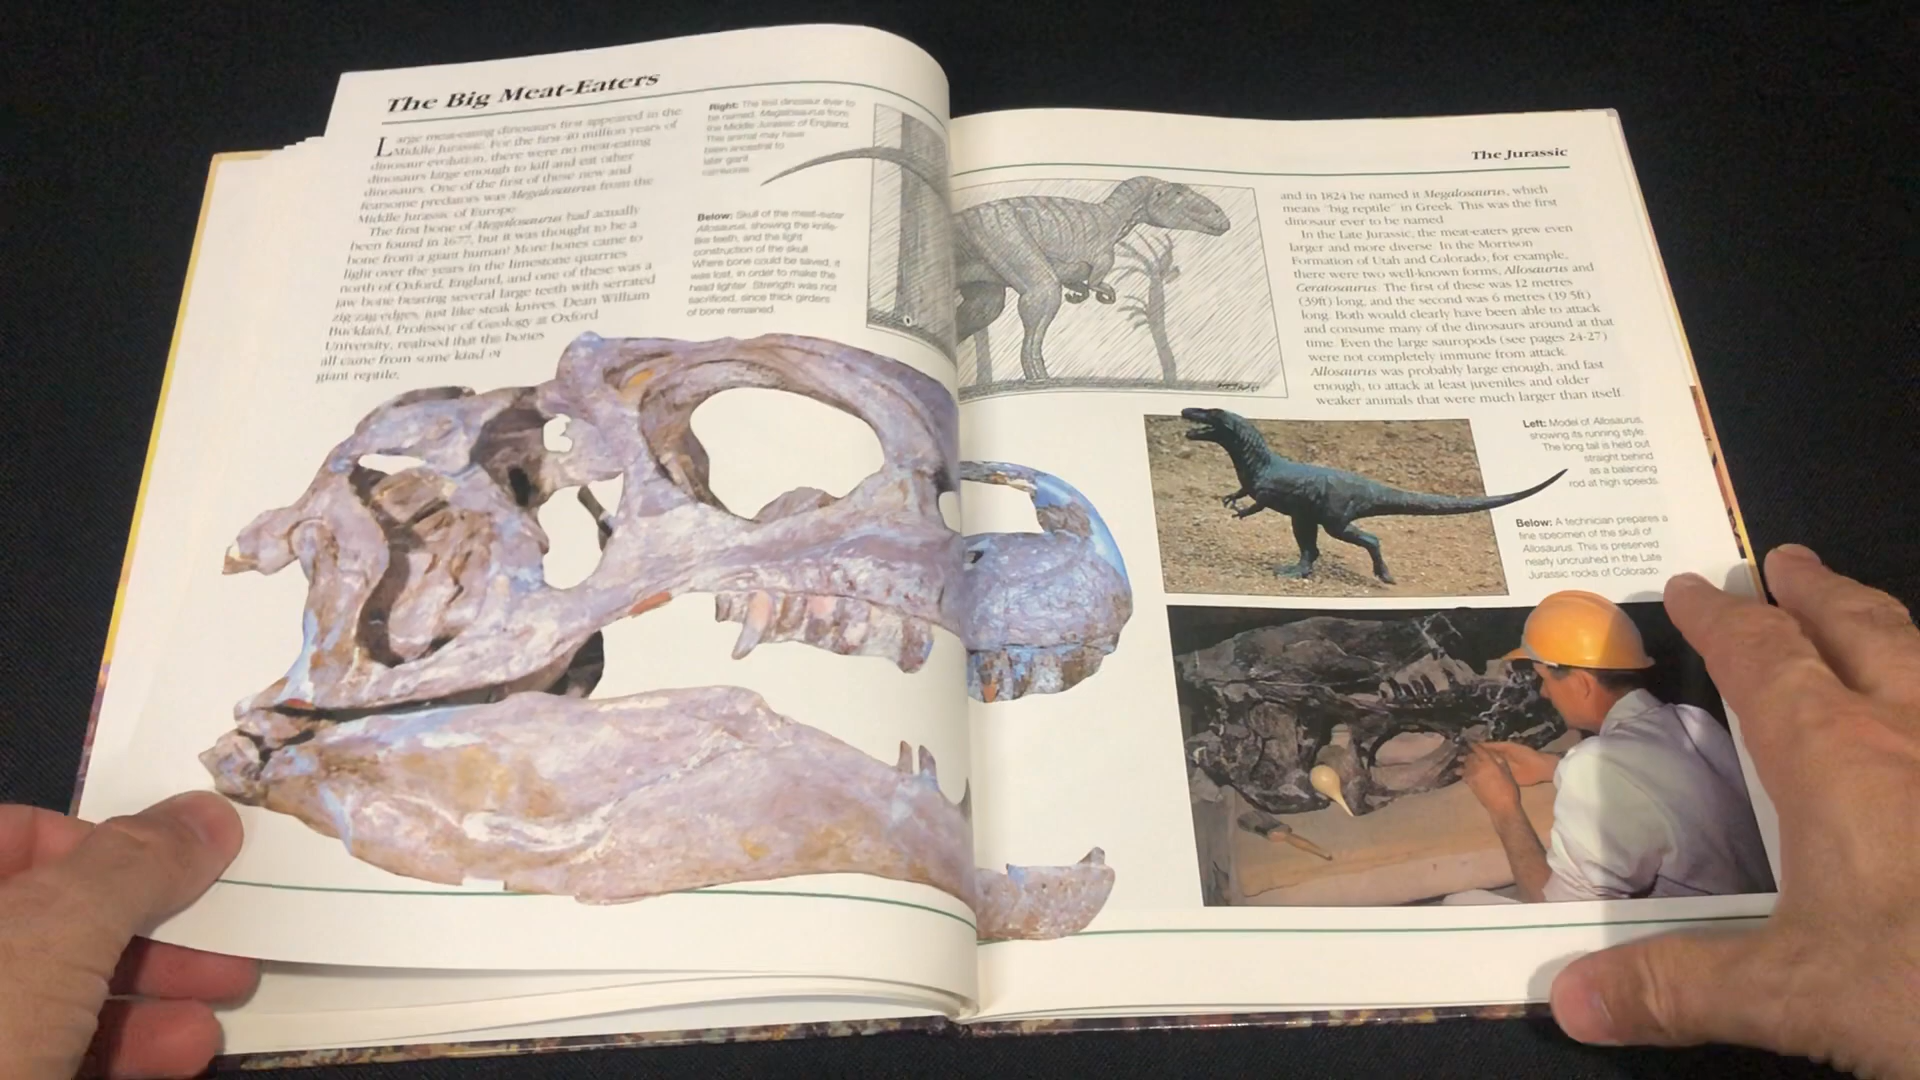 The Big Meat-Eaters
Large meat-eating dinosaurs first appeared in the
Middle Jurassic. For the first 40 million years of
dinosaur evolution, there were no meat-eating
dinosaurs large enough to kill and eat other
dinosaurs. One of the first of these new and
fearsome predators was Megalosaurus from the
Middle Jurassic of Europe.
The first bone of Megalosaurus had actually
been found in 1677, but it was thought to be a
bone from a giant human! More bones came to
light over the years in the limestone quarries
north of Oxford, England, and one of these was a
jaw bone bearing several large teeth with serrated
zig-zag edges, just like steak knives. Dean William
Buckland, Professor of Geology at Oxford
University, realised that the bones
all came from some kind of
giant reptile,
Right: The first dinosaur ever to
be named, Megalosaurus from
the Middle Jurassic of England.
This animal may have
been ancestral to
later giant
carnivores.
Below: Skull of the meat-eater
Allosaurus, showing the knife-
like teeth, and the light
construction of the skull.
Where bone could be saved, it
was lost, in order to make the
head lighter. Strength was not
sacrificed, since thick girders
of bone remained.
The Jurassic
and in 1824 he named it Megalosaurus, which
means "big reptile" in Greek. This was the first
dinosaur ever to be named.
In the Late Jurassic, the meat-eaters grew even
larger and more diverse. In the Morrison
Formation of Utah and Colorado, for example,
there were two well-known forms, Allosaurus and
Ceratosaurus. The first of these was 12 metres
(39ft) long, and the second was 6 metres (19.5ft)
long. Both would clearly have been able to attack
and consume many of the dinosaurs around at that
time. Even the large sauropods (see pages 24-27)
were not completely immune from attack.
Allosaurus was probably large enough, and fast
enough, to attack at least juveniles and older
weaker animals that were much larger than itself.
Left: Model of Allosaurus,
showing its running style.
The long tail is held out
straight behind
as a balancing
rod at high speeds.
Below: A technician prepares a
fine specimen of the skull of
Allosaurus. This is preserved
nearly uncrushed in the Late
Jurassic rocks of Colorado.